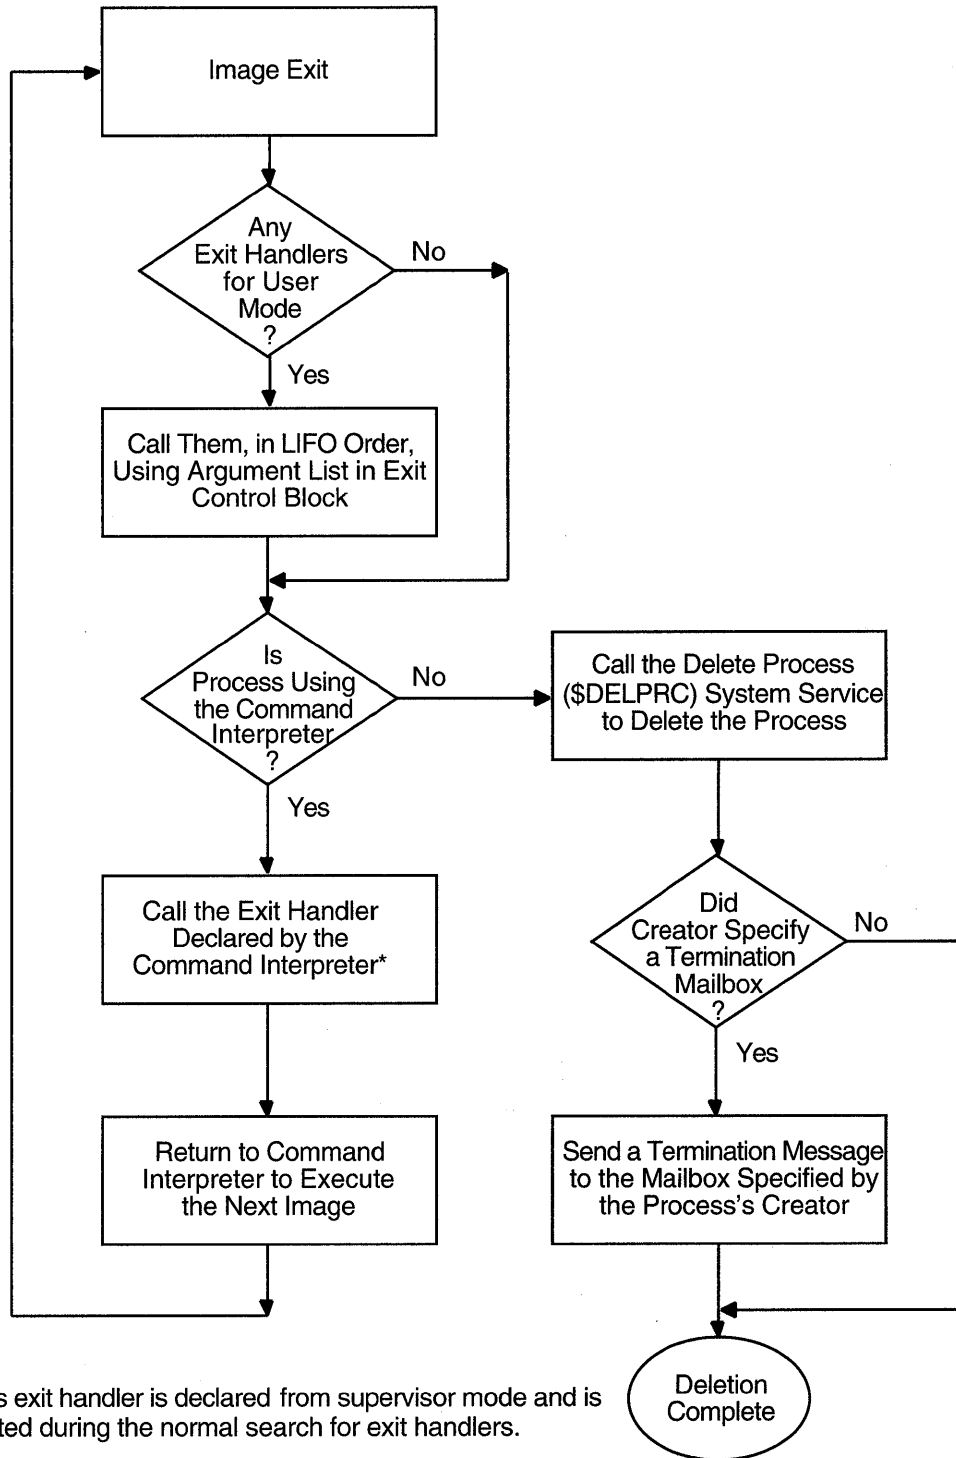 Image Exit
Any
Exit Handlers
for User
Mode
?
No
Yes
Call Them, in LIFO Order,
Using Argument List in Exit
Control Block
Is
Process Using
the Command
Interpreter
?
No
Yes
Call the Delete Process
($DELPRC) System Service
to Delete the Process
Call the Exit Handler
Declared by the
Command Interpreter*
Did
Creator Specify
a Termination
Mailbox
?
No
Yes
Return to Command
Interpreter to Execute
the Next Image
Send a Termination Message
to the Mailbox Specified by
the Process's Creator
Deletion
Complete
exit handler is declared from supervisor mode and is
during the normal search for exit handlers.